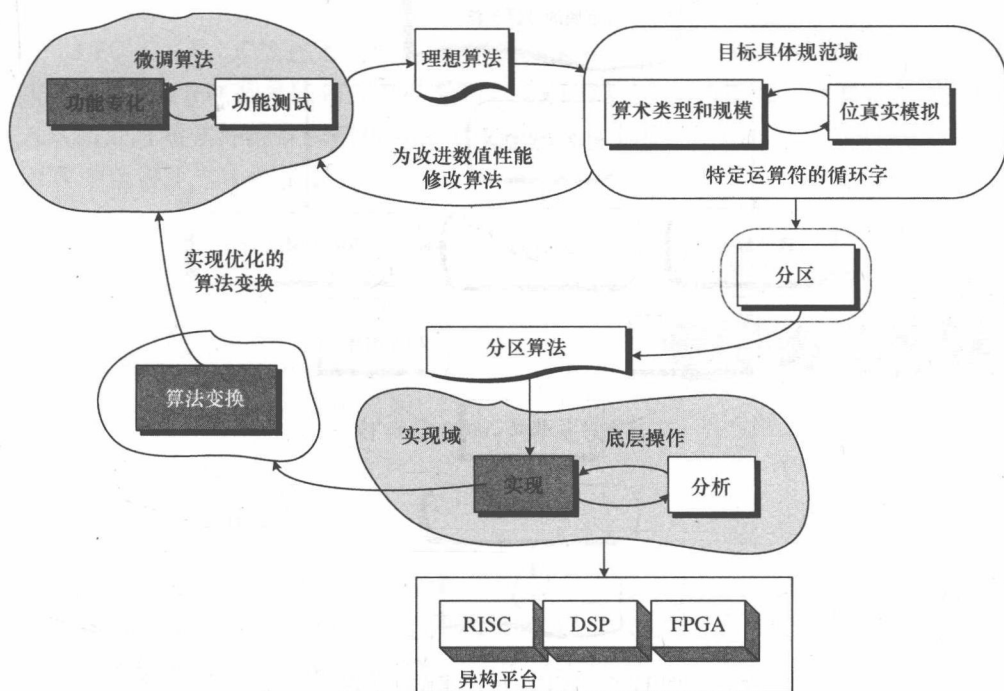 微调算法
功能专化
功能测试
理想算法
目标具体规范域
算术类型和规模
位真实模拟
特定运算符的循环字
为改进数值性能
修改算法
实现优化的
算法变换
分区
分区算法
算法变换
实现域
底层操作
实现
分析
RISC
DSP
FPGA
异构平台